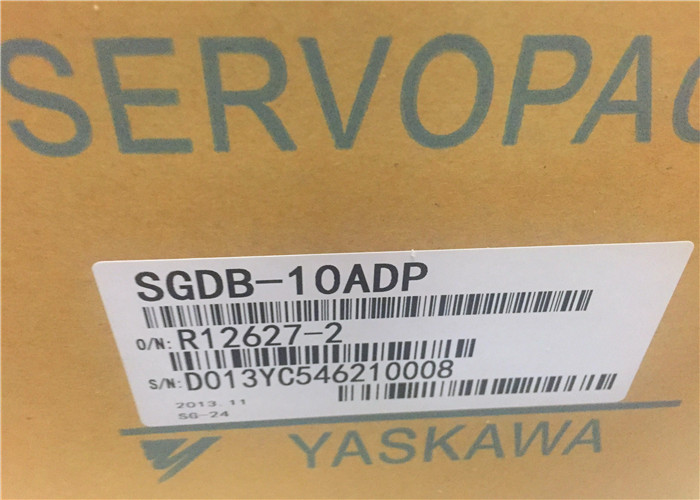 SERVOPAC
SGDB-10ADP
O/N: R12627-2
S/N: D013YC546210008
2013.11
SG-24
YASKAWA